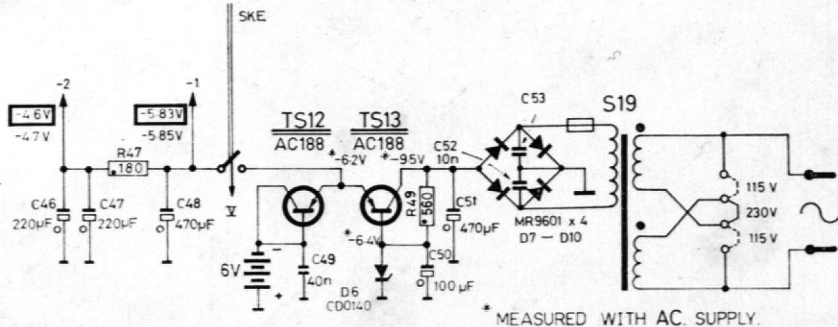 SKE
-2
-1
-4.6V
-4.7V
-5.83V
-5.85V
R47
180
TS12
AC188
TS13
AC188
*-6.2V
*-9.5V
C53
S19
C52
10n
C46
220µF
C47
220µF
C48
470µF
V
R49
*560
C51
470µF
MR9601 x 4
D7 — D10
115 V
230V
115 V
*-6.4V
6V
-
+
C49
40n
D6
CD0140
C50
100µF
* MEASURED WITH AC. SUPPLY.